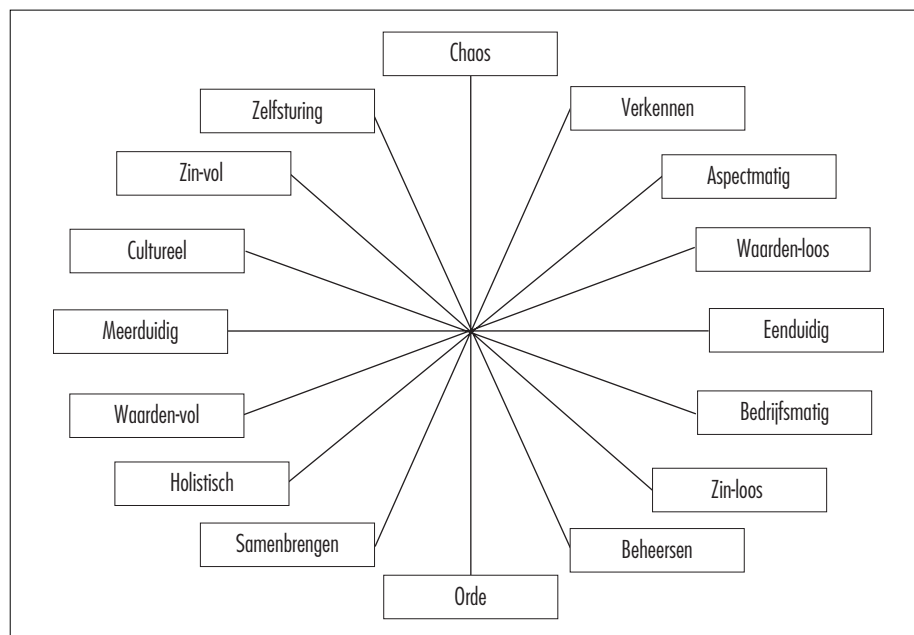 Chaos
Zelfsturing
Verkennen
Zin-vol
Aspectmatig
Cultureel
Waarden-loos
Meerduidig
Eenduidig
Waarden-vol
Bedrijfsmatig
Holistisch
Zin-loos
Samenbrengen
Beheersen
Orde